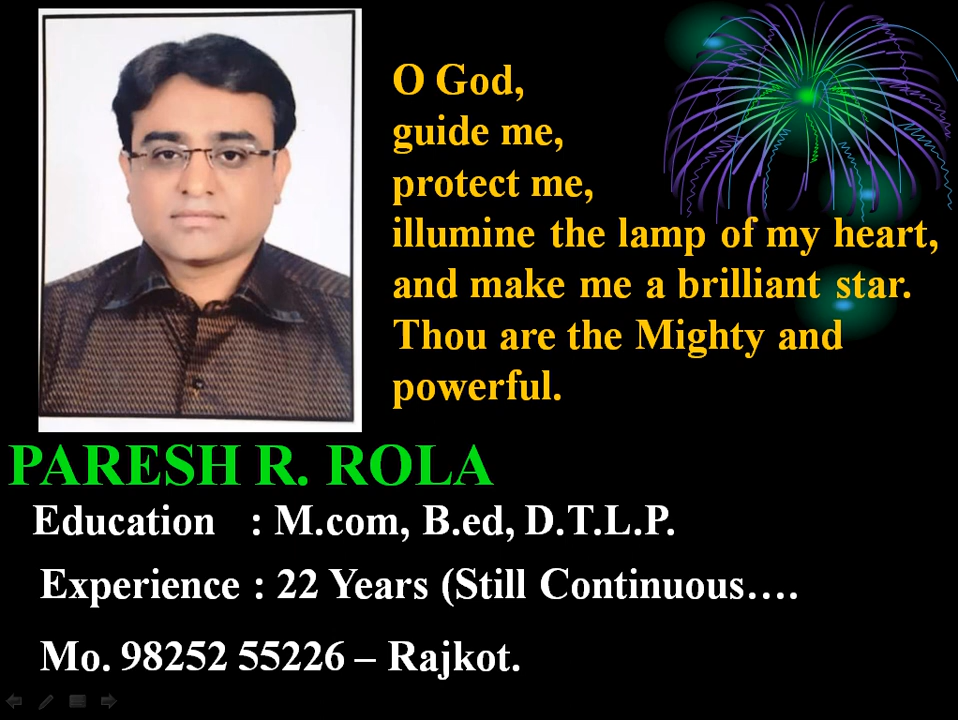 O God,
guide me,
protect me,
illumine the lamp of my heart,
and make me a brilliant star.
Thou are the Mighty and
powerful.
PARESH R. ROLA
Education : M.com, B.ed, D.T.L.P.
Experience : 22 Years (Still Continuous….
Mo. 98252 55226 – Rajkot.